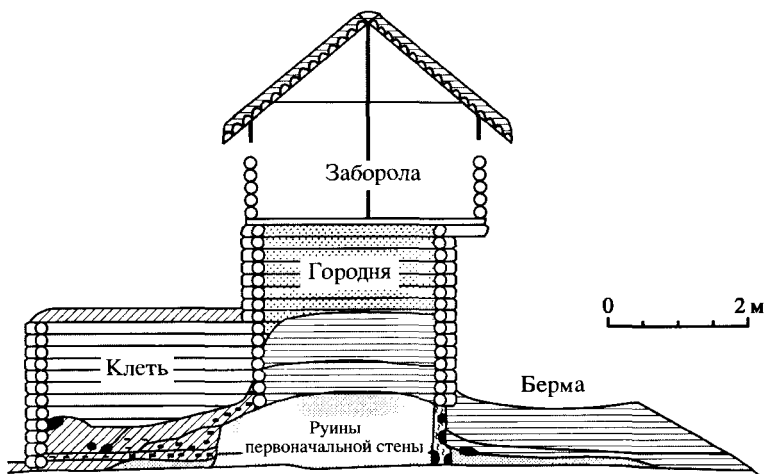 Заборола
Городня
0 2 м
Клеть
Берма
Руины
первоначальной стены